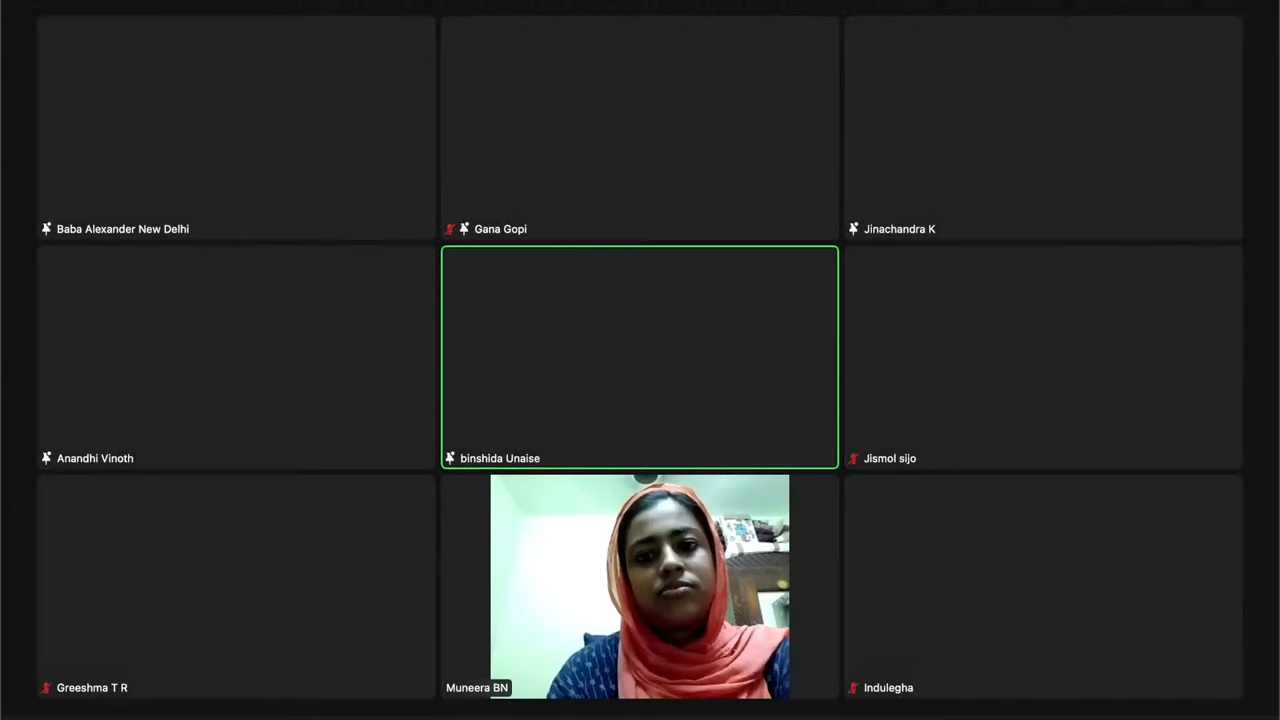 Baba Alexander New Delhi
Gana Gopi
Jinachandra K
Anandhi Vinoth
binshida Unaise
Jismol sijo
Greeshma T R
Muneera BN
Indulegha